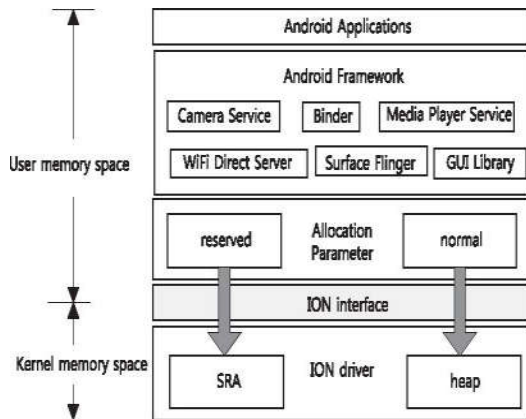 Android Applications
Android Framework
Camera Service
Binder
Media Player Service
WiFi Direct Server
Surface Flinger
GUI Library
User memory space
reserved
Allocation
Parameter
normal
ION interface
Kernel memory space
SRA
ION driver
heap